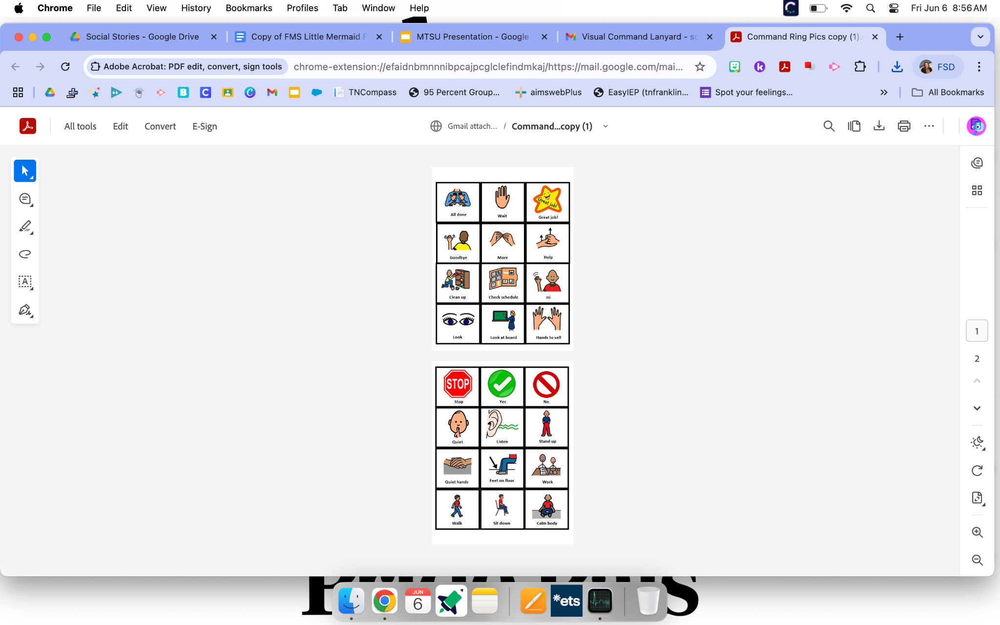 Chrome File Edit View History Bookmarks Profiles Tab Window Help Fri Jun 6 8:56 AM
Social Stories - Google Drive Copy of FMS Little Mermaid MTSU Presentation - Google Visual Command Lanyard - Command Ring Pics copy (1).
Adobe Acrobat: PDF edit, convert, sign tools chrome-extension://efaidnbmnnnibpcajpcglclefindmkaj/https://mail.google.com/mai... FSD
TNCompass 95 Percent Group... aimswebPlus EasyIEP (tnfranklin... Spot your feelings... All Bookmarks
All tools Edit Convert E-Sign Gmail attach... / Command...copy (1)
Great job!
All done Wait Great job!
Goodbye More Help
Clean up Check schedule Hi
Look Look at board Hands to self
1
2
STOP
Stop Yes No
Quiet Listen Stand up
Quiet hands Feet on floor Work
Walk Sit down Calm body
JUN
6
*ets